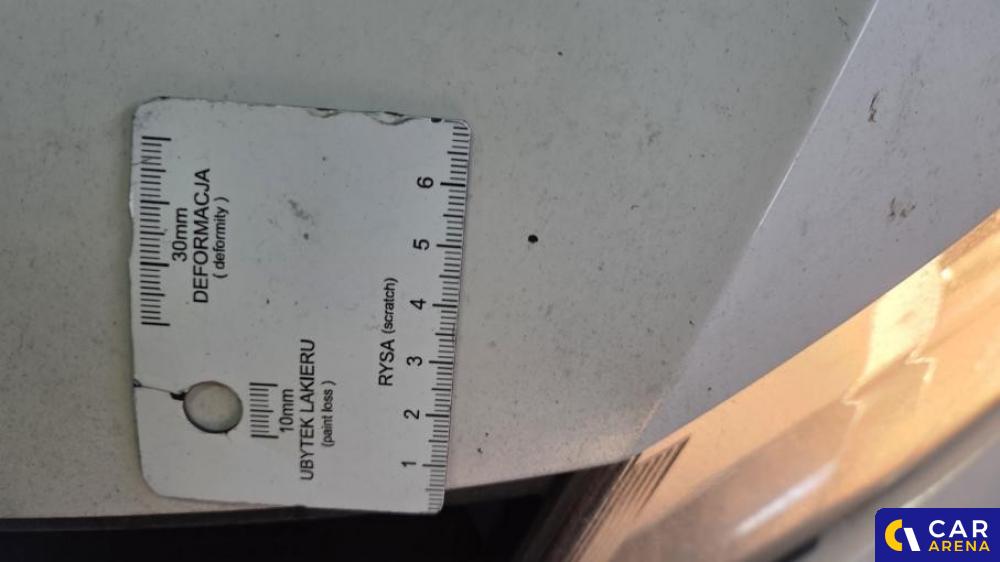 30mm
DEFORMACJA
( deformity )
10mm
UBYTEK LAKIERU
(paint loss )
RYSA (scratch)
1 2 3 4 5 6
CAR
ARENA